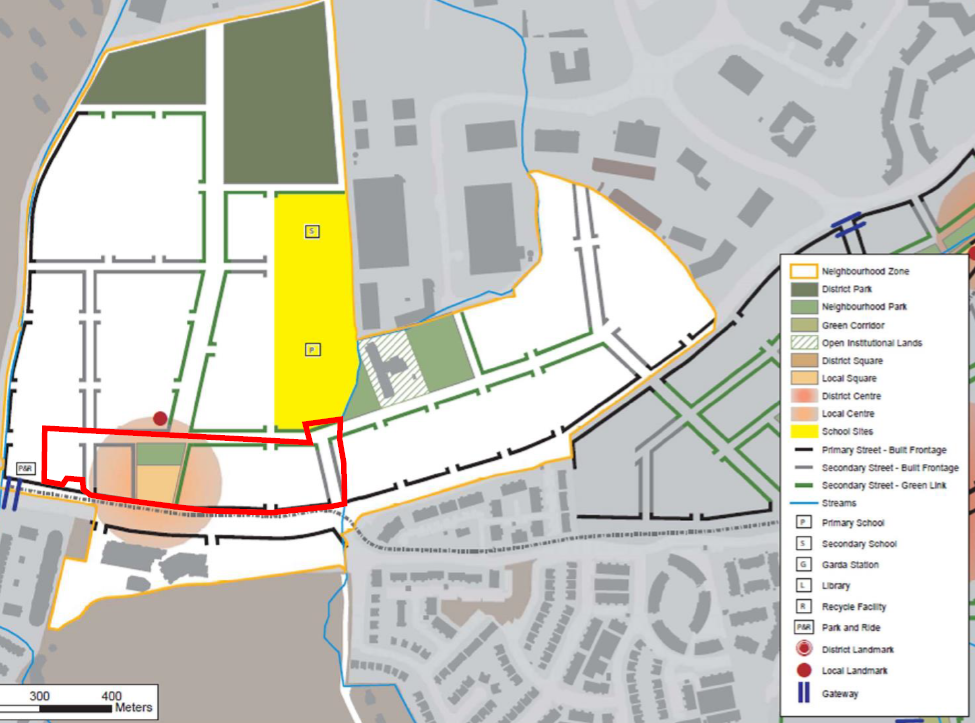 S
P
P&R
300 400
Meters
Neighbourhood Zone
District Park
Neighbourhood Park
Green Corridor
Open Institutional Lands
District Square
Local Square
District Centre
Local Centre
School Sites
Primary Street - Built Frontage
Secondary Street - Built Frontage
Secondary Street - Green Link
Streams
P Primary School
S Secondary School
G Garda Station
L Library
R Recycle Facility
P&R Park and Ride
District Landmark
Local Landmark
Gateway